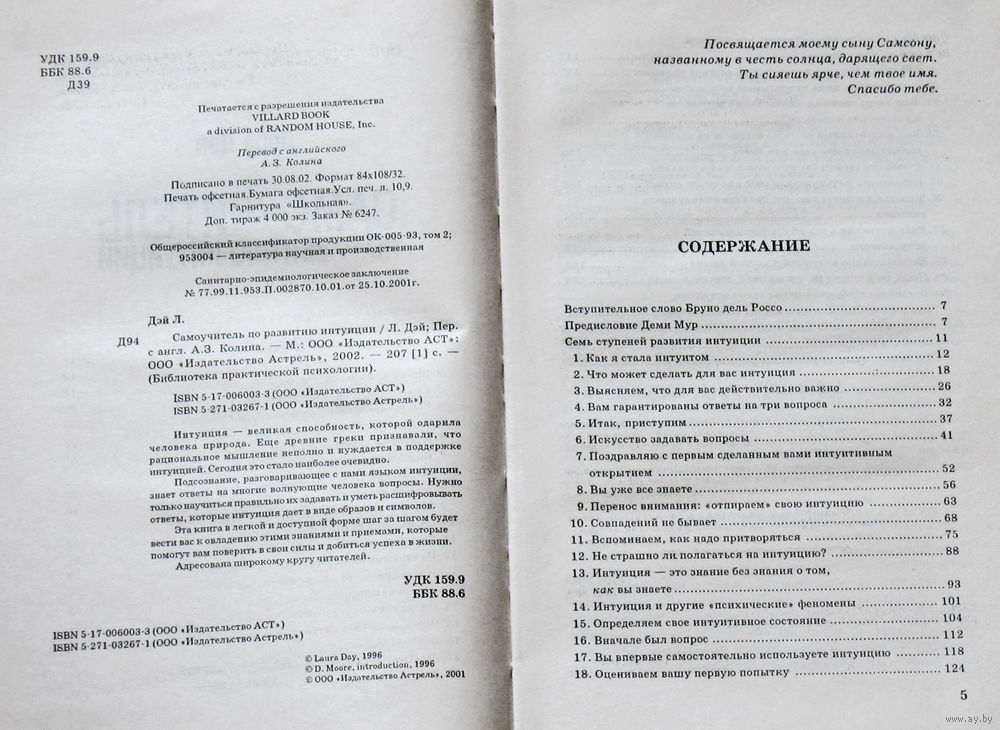 УДК 159.9
ББК 88.6
Д39
Печатается с разрешения издательства
VILLARD BOOK
a division of RANDOM HOUSE, Inc.
Перевод с английского
А. З. Колина
Подписано в печать 30.08.02. Формат 84х108/32.
Печать офсетная.Бумага офсетная.Усл. печ. л. 10,9.
Гарнитура «Школьная».
Доп. тираж 4 000 экз. Заказ № 6247.
Общероссийский классификатор продукции ОК-005-93, том 2;
953004 — литература научная и производственная
Санитарно-эпидемиологическое заключение
№ 77.99.11.953.П.002870.10.01.от 25.10.2001г.
Дэй Л.
Д94 Самоучитель по развитию интуиции / Л. Дэй; Пер.
с англ. А.З. Колина. — М.: ООО «Издательство АСТ»:
ООО «Издательство Астрель», 2002. — 207 [1] с. —
(Библиотека практической психологии).
ISBN 5-17-006003-3 (ООО «Издательство АСТ»)
ISBN 5-271-03267-1 (ООО «Издательство Астрель»)
Интуиция — великая способность, которой одарила
человека природа. Еще древние греки признавали, что
рациональное мышление неполно и нуждается в поддержке
интуицией. Сегодня это стало наиболее очевидно.
Подсознание, разговаривающее с нами языком интуиции,
знает ответы на многие волнующие человека вопросы. Нужно
только научиться правильно их задавать и уметь расшифровывать
ответы, которые интуиция дает в виде образов и символов.
Эта книга в легкой и доступной форме шаг за шагом будет
вести вас к овладению этими знаниями и приемами, которые
помогут вам поверить в свои силы и добиться успеха в жизни.
Адресована широкому кругу читателей.
УДК 159.9
ББК 88.6
ISBN 5-17-006003-3 (ООО «Издательство АСТ»)
ISBN 5-271-03267-1 (ООО «Издательство Астрель»)
© Laura Day, 1996
© D. Moore, introduction, 1996
© ООО «Издательство Астрель», 2001
Посвящается моему сыну Самсону,
названному в честь солнца, дарящего свет.
Ты сияешь ярче, чем твое имя.
Спасибо тебе.
СОДЕРЖАНИЕ
Вступительное слово Бруно дель Россо 7
Предисловие Деми Мур 7
Семь ступеней развития интуиции 11
1. Как я стала интуитом 12
2. Что может сделать для вас интуиция 18
3. Выясняем, что для вас действительно важно 26
4. Вам гарантированы ответы на три вопроса 32
5. Итак, приступим 37
6. Искусство задавать вопросы 41
7. Поздравляю с первым сделанным вами интуитивным
открытием 52
8. Вы уже все знаете 56
9. Перенос внимания: «отпираем» свою интуицию 63
10. Совпадений не бывает 68
11. Вспоминаем, как надо притворяться 75
12. Не страшно ли полагаться на интуицию? 88
13. Интуиция — это знание без знания о том,
как вы знаете 93
14. Интуиция и другие «психические» феномены 101
15. Определяем свое интуитивное состояние 104
16. Вначале был вопрос 112
17. Вы впервые самостоятельно используете интуицию 118
18. Оцениваем вашу первую попытку 124
5
www.ay.by